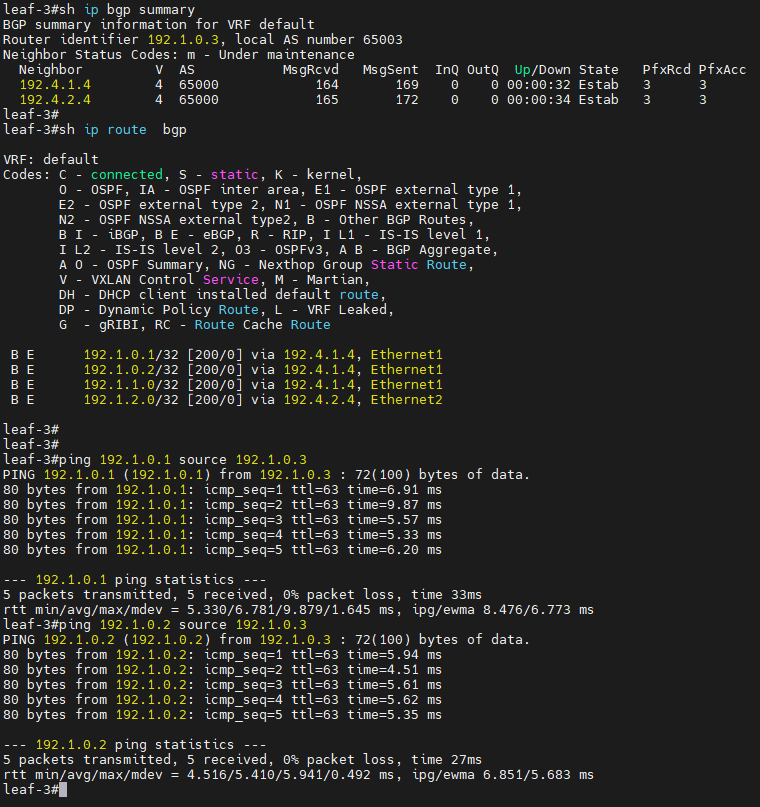 leaf-3#sh ip bgp summary
BGP summary information for VRF default
Router identifier 192.1.0.3, local AS number 65003
Neighbor Status Codes: m - Under maintenance
  Neighbor         V  AS           MsgRcvd   MsgSent  InQ OutQ  Up/Down State   PfxRcd PfxAcc
  192.4.1.4        4  65000            164       169    0    0 00:00:32 Estab   3      3
  192.4.2.4        4  65000            165       172    0    0 00:00:34 Estab   3      3
leaf-3#
leaf-3#sh ip route  bgp

VRF: default
Codes: C - connected, S - static, K - kernel,
       O - OSPF, IA - OSPF inter area, E1 - OSPF external type 1,
       E2 - OSPF external type 2, N1 - OSPF NSSA external type 1,
       N2 - OSPF NSSA external type2, B - Other BGP Routes,
       B I - iBGP, B E - eBGP, R - RIP, I L1 - IS-IS level 1,
       I L2 - IS-IS level 2, O3 - OSPFv3, A B - BGP Aggregate,
       A O - OSPF Summary, NG - Nexthop Group Static Route,
       V - VXLAN Control Service, M - Martian,
       DH - DHCP client installed default route,
       DP - Dynamic Policy Route, L - VRF Leaked,
       G  - gRIBI, RC - Route Cache Route

 B E      192.1.0.1/32 [200/0] via 192.4.1.4, Ethernet1
 B E      192.1.0.2/32 [200/0] via 192.4.1.4, Ethernet1
 B E      192.1.1.0/32 [200/0] via 192.4.1.4, Ethernet1
 B E      192.1.2.0/32 [200/0] via 192.4.2.4, Ethernet2

leaf-3#
leaf-3#
leaf-3#ping 192.1.0.1 source 192.1.0.3
PING 192.1.0.1 (192.1.0.1) from 192.1.0.3 : 72(100) bytes of data.
80 bytes from 192.1.0.1: icmp_seq=1 ttl=63 time=6.91 ms
80 bytes from 192.1.0.1: icmp_seq=2 ttl=63 time=9.87 ms
80 bytes from 192.1.0.1: icmp_seq=3 ttl=63 time=5.57 ms
80 bytes from 192.1.0.1: icmp_seq=4 ttl=63 time=5.33 ms
80 bytes from 192.1.0.1: icmp_seq=5 ttl=63 time=6.20 ms

--- 192.1.0.1 ping statistics ---
5 packets transmitted, 5 received, 0% packet loss, time 33ms
rtt min/avg/max/mdev = 5.330/6.781/9.879/1.645 ms, ipg/ewma 8.476/6.773 ms
leaf-3#ping 192.1.0.2 source 192.1.0.3
PING 192.1.0.2 (192.1.0.2) from 192.1.0.3 : 72(100) bytes of data.
80 bytes from 192.1.0.2: icmp_seq=1 ttl=63 time=5.94 ms
80 bytes from 192.1.0.2: icmp_seq=2 ttl=63 time=4.51 ms
80 bytes from 192.1.0.2: icmp_seq=3 ttl=63 time=5.61 ms
80 bytes from 192.1.0.2: icmp_seq=4 ttl=63 time=5.62 ms
80 bytes from 192.1.0.2: icmp_seq=5 ttl=63 time=5.35 ms

--- 192.1.0.2 ping statistics ---
5 packets transmitted, 5 received, 0% packet loss, time 27ms
rtt min/avg/max/mdev = 4.516/5.410/5.941/0.492 ms, ipg/ewma 6.851/5.683 ms
leaf-3#